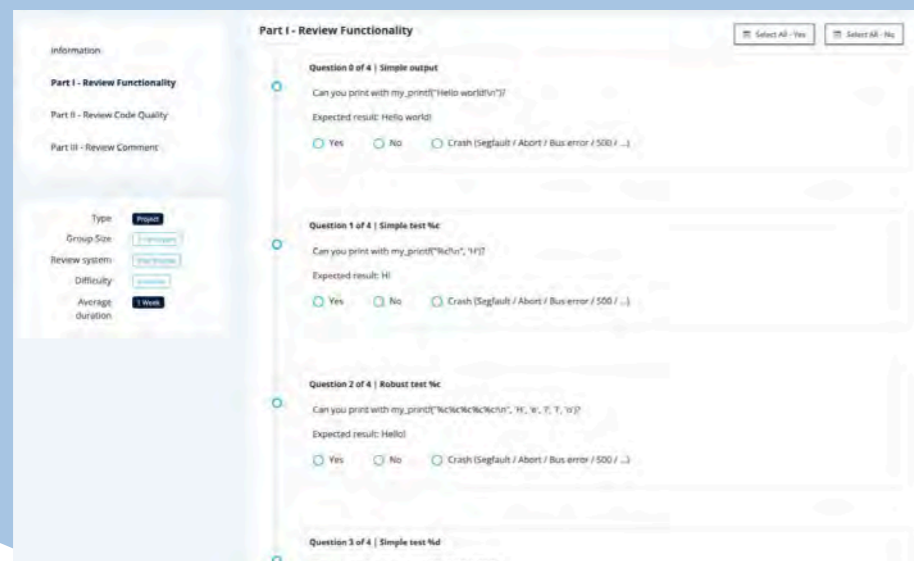 Part I - Review Functionality
Select All - Yes
Select All - No
Information
Part I - Review Functionality
Part II - Review Code Quality
Part III - Review Comment
Type
Project
Group Size
Review system
Difficulty
Average duration
1 Week
Question 0 of 4 | Simple output
Can you print with my_printf("Hello world!\n")?
Expected result: Hello world!
Yes
No
Crash (Segfault / Abort / Bus error / 500 / ...)
Question 1 of 4 | Simple test %c
Can you print with my_printf("%c!\n", 'H')?
Expected result: H!
Yes
No
Crash (Segfault / Abort / Bus error / 500 / ...)
Question 2 of 4 | Robust test %c
Can you print with my_printf("%c%c%c%c%c!\n", 'H', 'e', 'l', 'l', 'o')?
Expected result: Hello!
Yes
No
Crash (Segfault / Abort / Bus error / 500 / ...)
Question 3 of 4 | Simple test %d